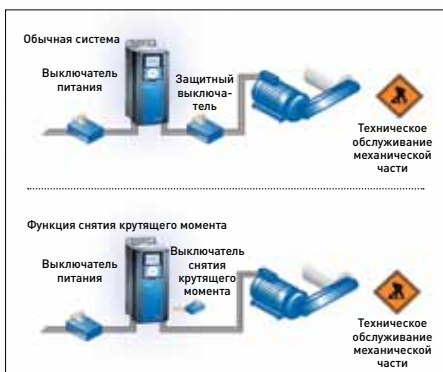 Обычная система
Выключатель
питания
Защитный
выключа-
тель
Техническое
обслуживание
механической
части
Функция снятия крутящего момента
Выключатель
питания
Выключатель
снятия
крутящего
момента
Техническое
обслуживание
механической
части